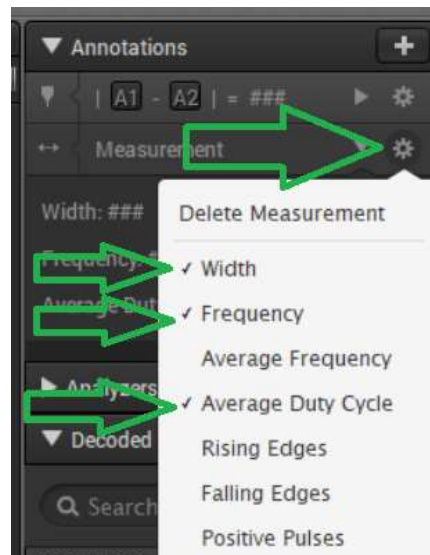 ▼ Annotations +
| A1 - A2 | = ###
Measurement
Width: ###
Delete Measurement
✓ Width
✓ Frequency
Average Frequency
Analyzers
✓ Average Duty Cycle
▼ Decoded
Rising Edges
Falling Edges
Search
Positive Pulses